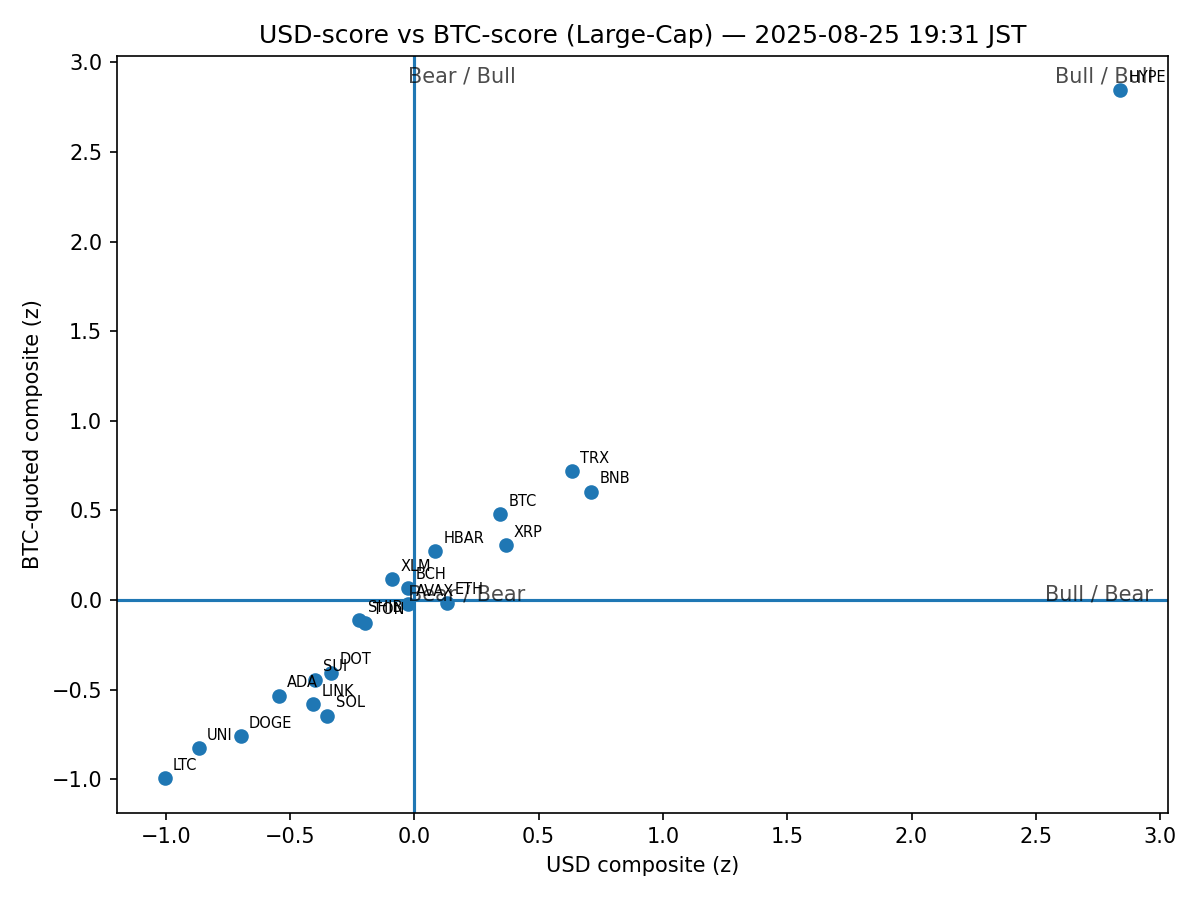 USD-score vs BTC-score (Large-Cap) — 2025-08-25 19:31 JST
3.0
Bear / Bull
Bull / Bull
HYPE
2.5
2.0
1.5
1.0
TRX
BNB
0.5
BTC
XRP
HBAR
XLM
BCH
AVAX
ETH
0.0
Bear / Bear
Bull / Bear
SHIB
TON
DOT
SUI
−0.5
ADA
LINK
SOL
DOGE
UNI
LTC
−1.0
BTC-quoted composite (z)
−1.0
−0.5
0.0
0.5
1.0
1.5
2.0
2.5
3.0
USD composite (z)